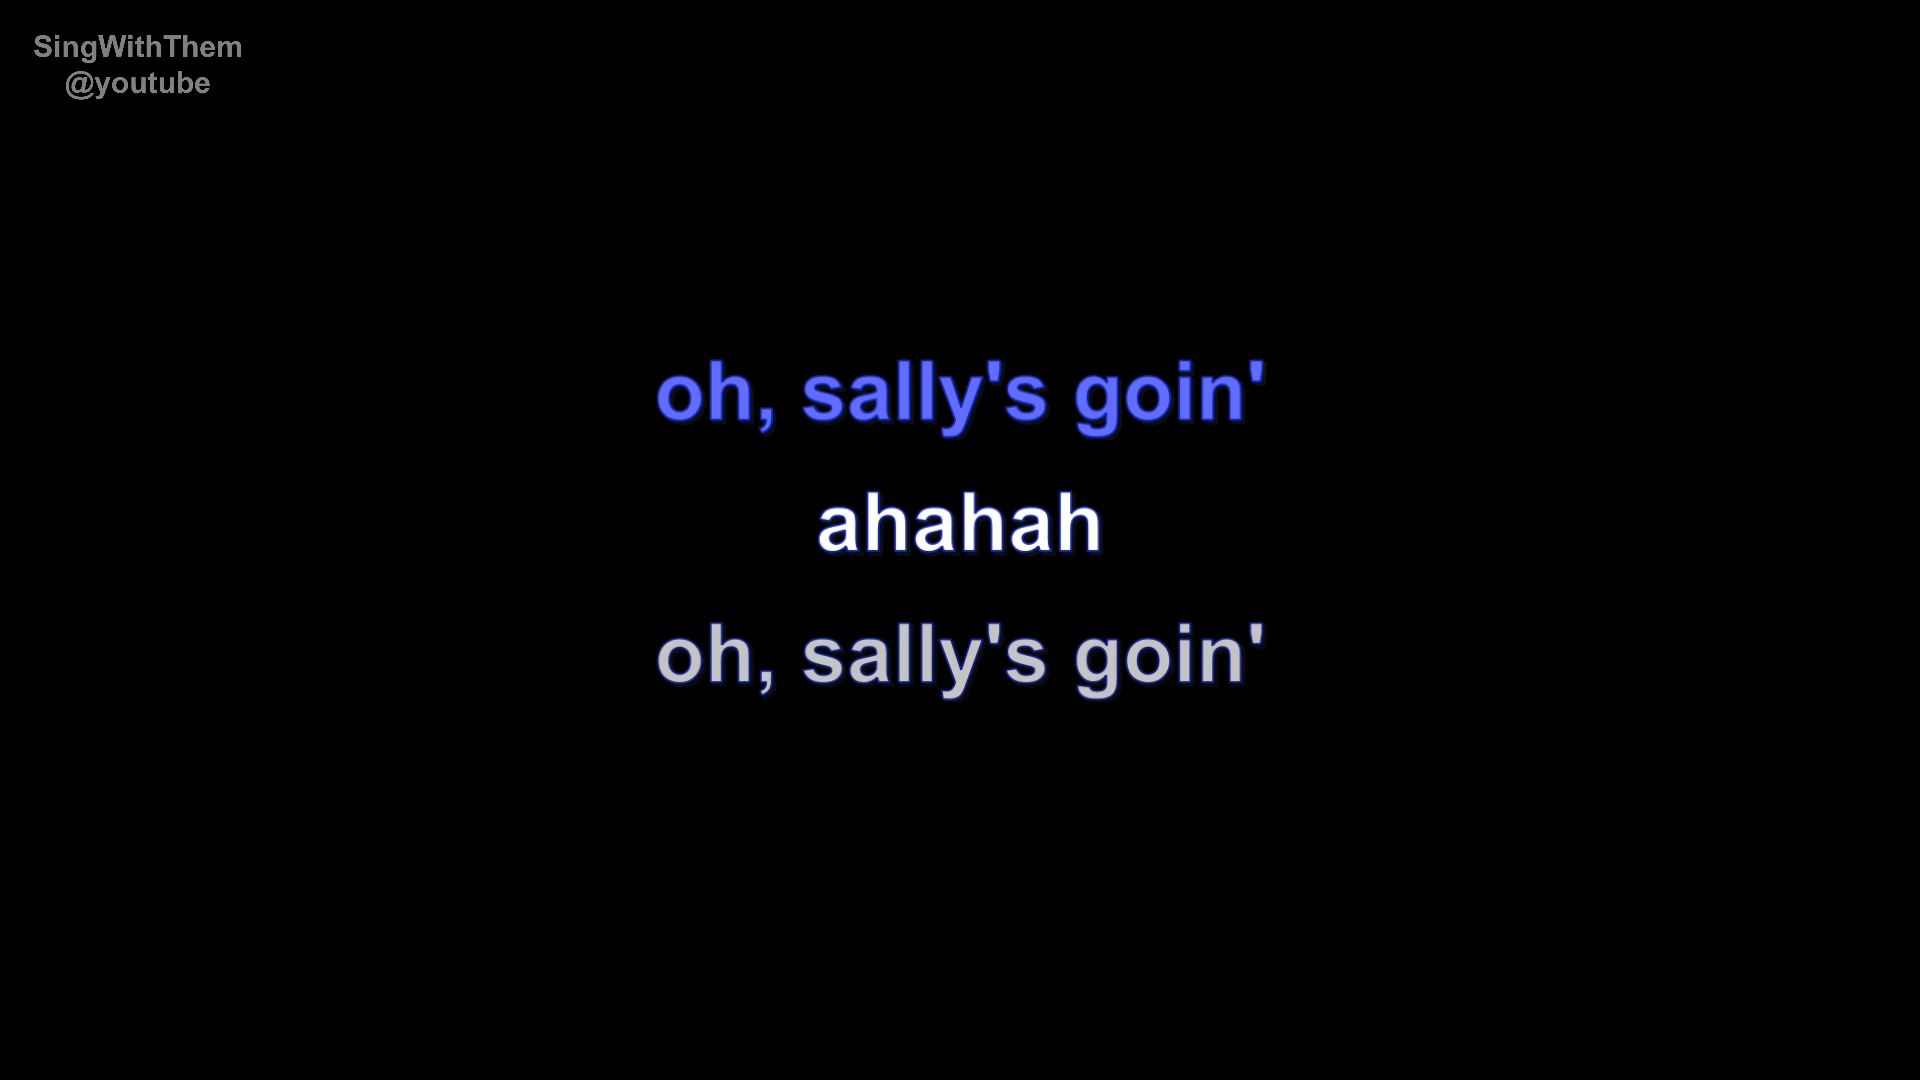 SingWithThem
@youtube
oh, sally's goin'
ahahah
oh, sally's goin'